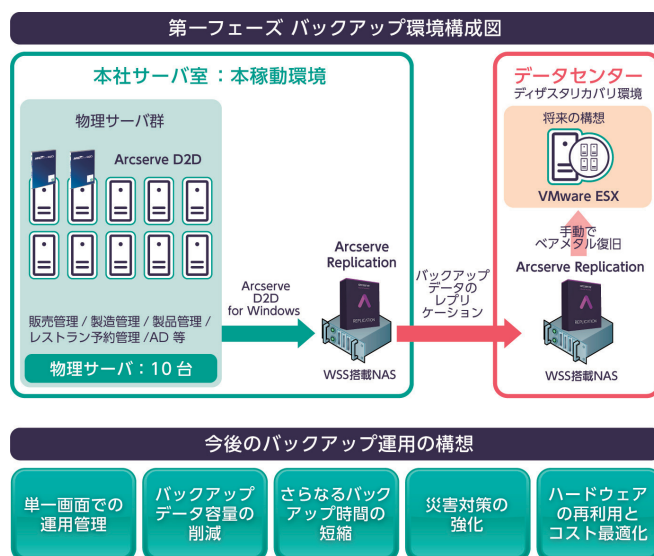 第一フェーズ バックアップ環境構成図
本社サーバ室：本稼動環境
物理サーバ群
Arcserve D2D
販売管理 / 製造管理 / 製品管理 /
レストラン予約管理 /AD 等
物理サーバ：10 台
Arcserve
D2D
for Windows
Arcserve
Replication
REPLICATION
WSS搭載NAS
バックアップ
データの
レプリ
ケーション
データセンター
ディザスタリカバリ環境
将来の構想
VMware ESX
手動で
ベアメタル復旧
Arcserve Replication
REPLICATION
WSS搭載NAS
今後のバックアップ運用の構想
単一画面での
運用管理
バックアップ
データ容量の
削減
さらなるバック
アップ時間の
短縮
災害対策の
強化
ハードウェア
の再利用と
コスト最適化